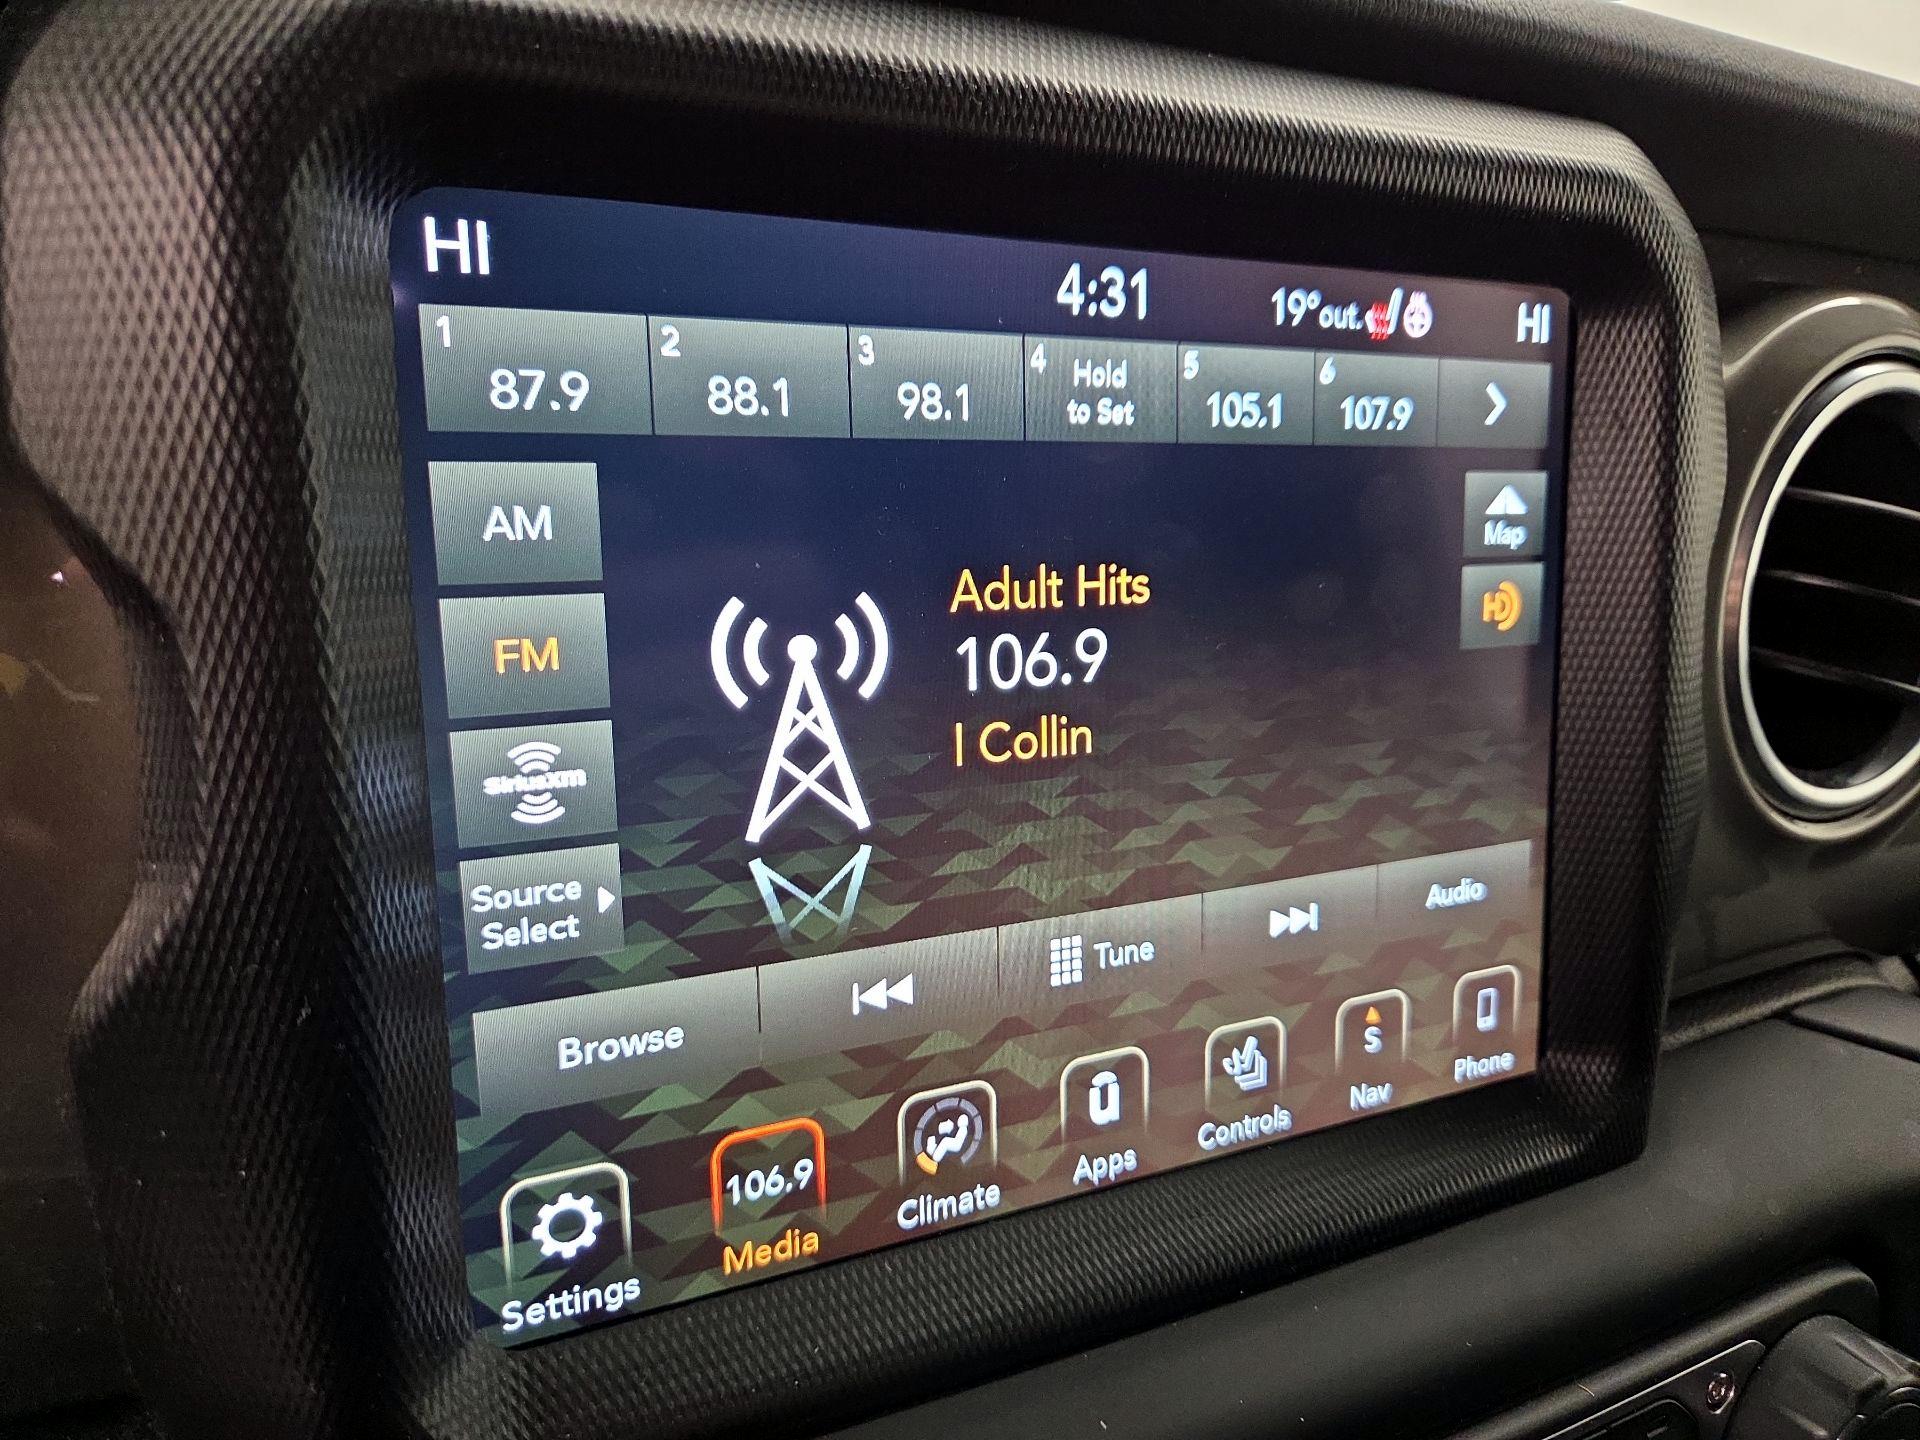 HI
4:31
19°out.
HI
1
87.9
2
88.1
3
98.1
4
Hold
to Set
5
105.1
6
107.9
AM
Map
FM
HD
Adult Hits
106.9
| Collin
SiriusXM
Source
Select
Browse
Tune
Audio
Settings
106.9
Media
Climate
Apps
Controls
S
Nav
Phone